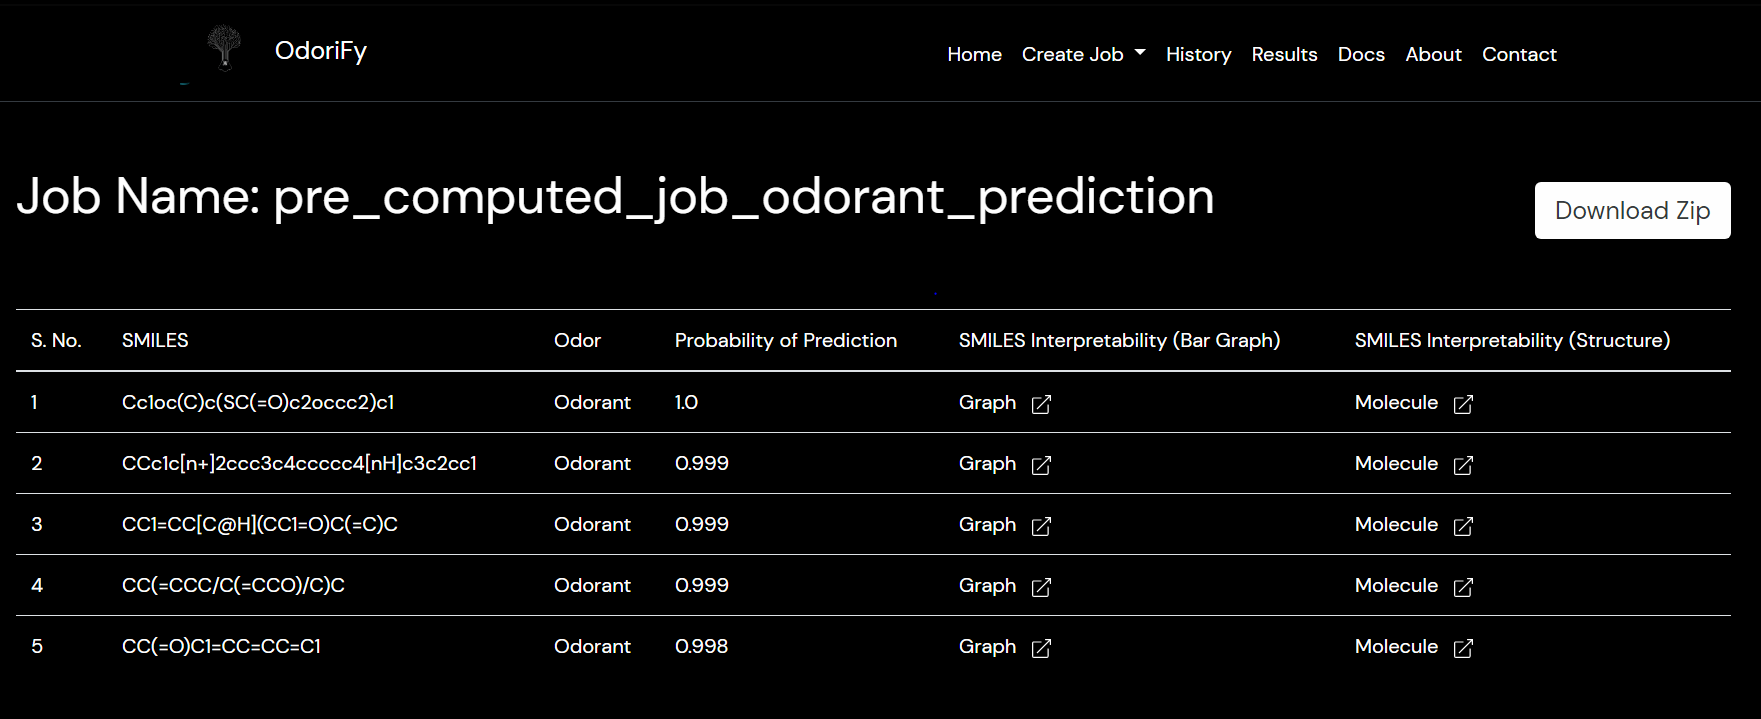 OdoriFy
Home Create Job History Results Docs About Contact
Job Name: pre_computed_job_odorant_prediction
Download Zip
S. No. SMILES Odor Probability of Prediction SMILES Interpretability (Bar Graph) SMILES Interpretability (Structure)
1 Cc1oc(C)c(SC(=O)c2occc2)c1 Odorant 1.0 Graph Molecule
2 CCc1c[n+]2ccc3c4ccccc4[nH]c3c2cc1 Odorant 0.999 Graph Molecule
3 CC1=CC[C@H](CC1=O)C(=C)C Odorant 0.999 Graph Molecule
4 CC(=CCC/C(=CCO)/C)C Odorant 0.999 Graph Molecule
5 CC(=O)C1=CC=CC=C1 Odorant 0.998 Graph Molecule